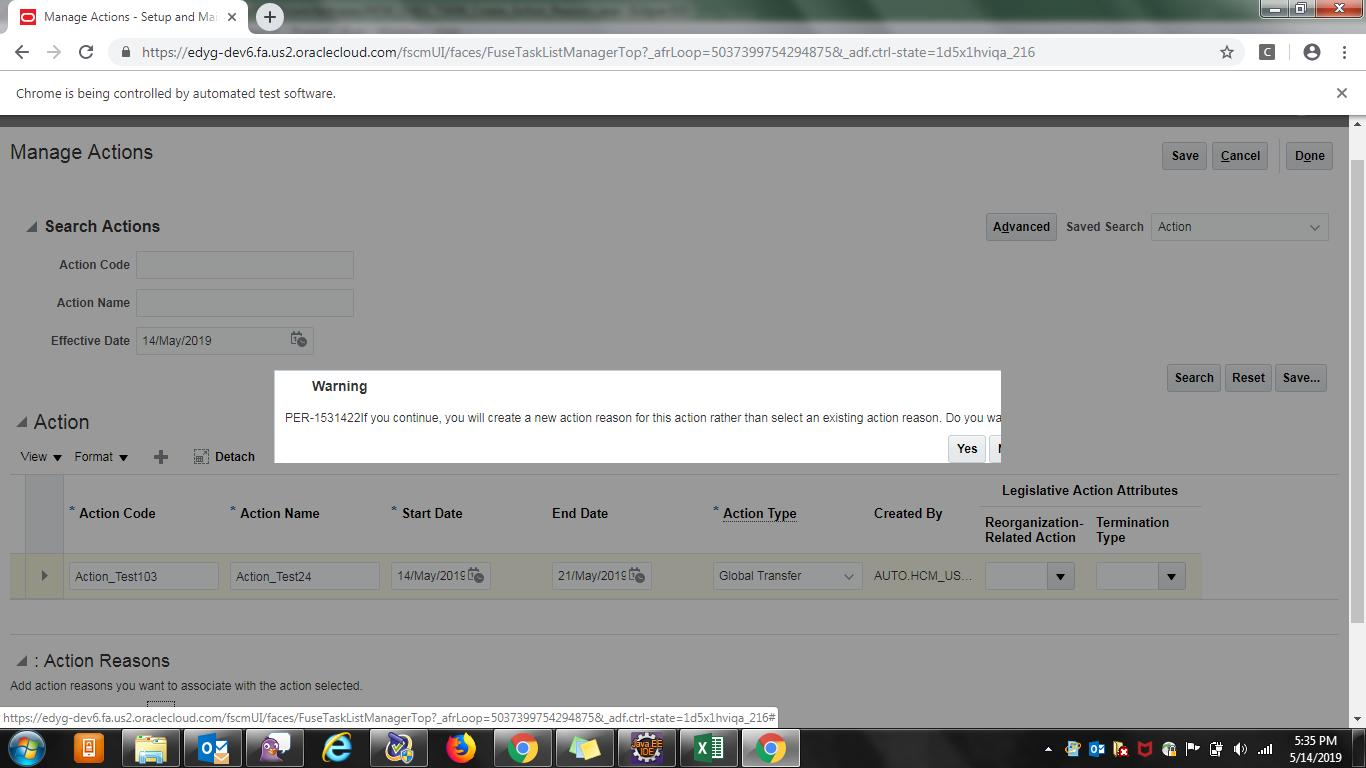 Manage Actions - Setup and Mai
https://edyg-dev6.fa.us2.oraclecloud.com/fscmUI/faces/FuseTaskListManagerTop?_afrLoop=5037399754294875&_adf.ctrl-state=1d5x1hviqa_216
C
Chrome is being controlled by automated test software.
Manage Actions
Save Cancel Done
Search Actions
Advanced Saved Search Action
Action Code
Action Name
Effective Date 14/May/2019
Search Reset Save...
Warning
PER-1531422If you continue, you will create a new action reason for this action rather than select an existing action reason. Do you wa
Yes
Action
View Format Detach
Legislative Action Attributes
* Action Code * Action Name * Start Date End Date * Action Type Created By
Reorganization-Related Action Termination Type
Action_Test103 Action_Test24 14/May/2019 21/May/2019 Global Transfer AUTO.HCM_US...
: Action Reasons
Add action reasons you want to associate with the action selected.
https://edyg-dev6.fa.us2.oraclecloud.com/fscmUI/faces/FuseTaskListManagerTop?_afrLoop=5037399754294875&_adf.ctrl-state=1d5x1hviqa_216#
Java EE
IDE
5:35 PM
5/14/2019